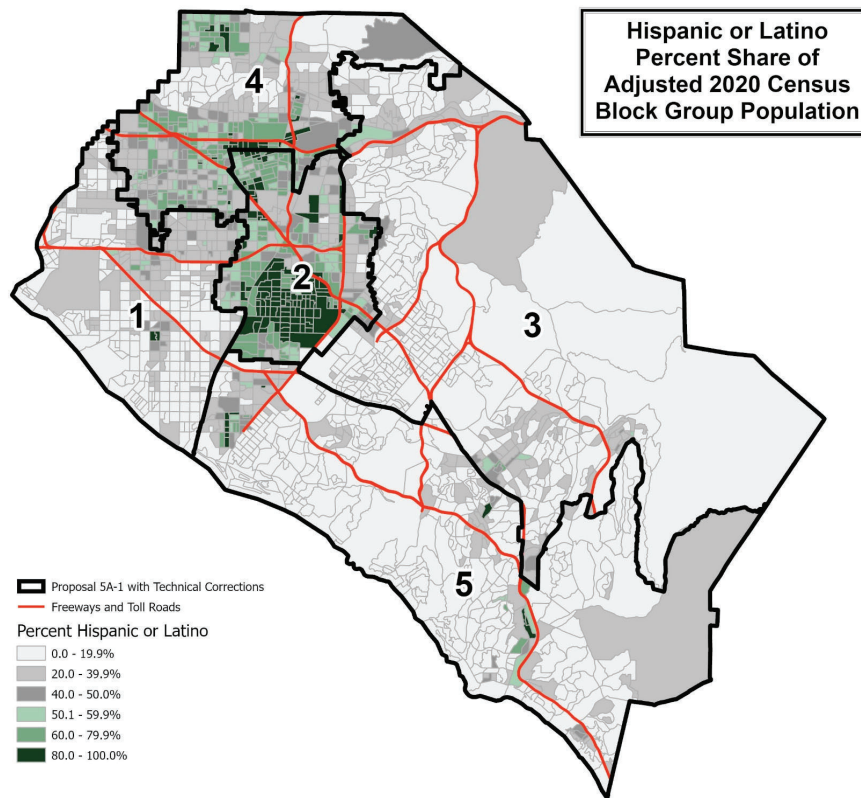 Hispanic or Latino
Percent Share of
Adjusted 2020 Census
Block Group Population
4
2
1
3
5
Proposal 5A-1 with Technical Corrections
Freeways and Toll Roads
Percent Hispanic or Latino
0.0 - 19.9%
20.0 - 39.9%
40.0 - 50.0%
50.1 - 59.9%
60.0 - 79.9%
80.0 - 100.0%